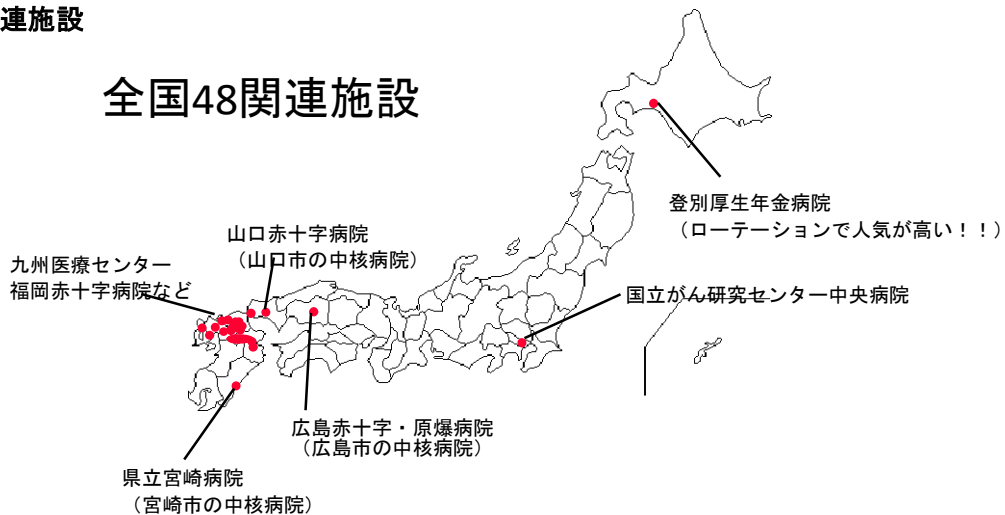 連施設
全国48関連施設
登別厚生年金病院
（ローテーションで人気が高い！！）
山口赤十字病院
（山口市の中核病院）
九州医療センター
福岡赤十字病院など
国立がん研究センター中央病院
広島赤十字・原爆病院
（広島市の中核病院）
県立宮崎病院
（宮崎市の中核病院）